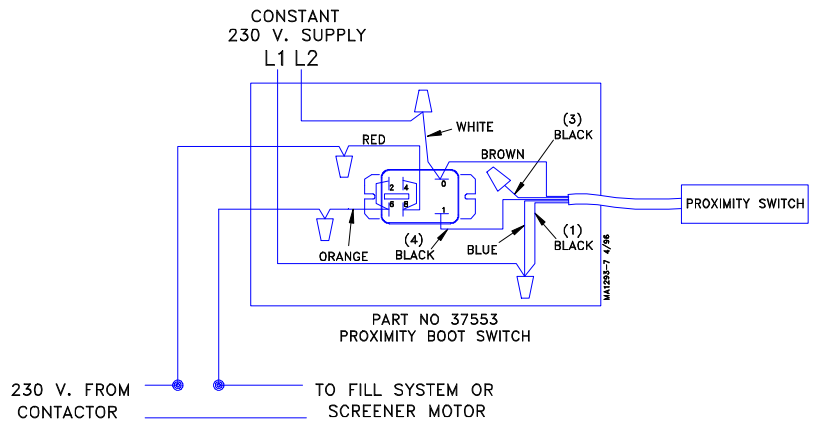 CONSTANT
230 V. SUPPLY
L1 L2
WHITE
(3)
BLACK
RED
BROWN
2 4
0
5 6
1
PROXIMITY SWITCH
ORANGE
(4)
BLACK
BLUE
(1)
BLACK
MA1293-7 4/96
PART NO 37553
PROXIMITY BOOT SWITCH
230 V. FROM
CONTACTOR
TO FILL SYSTEM OR
SCREENER MOTOR